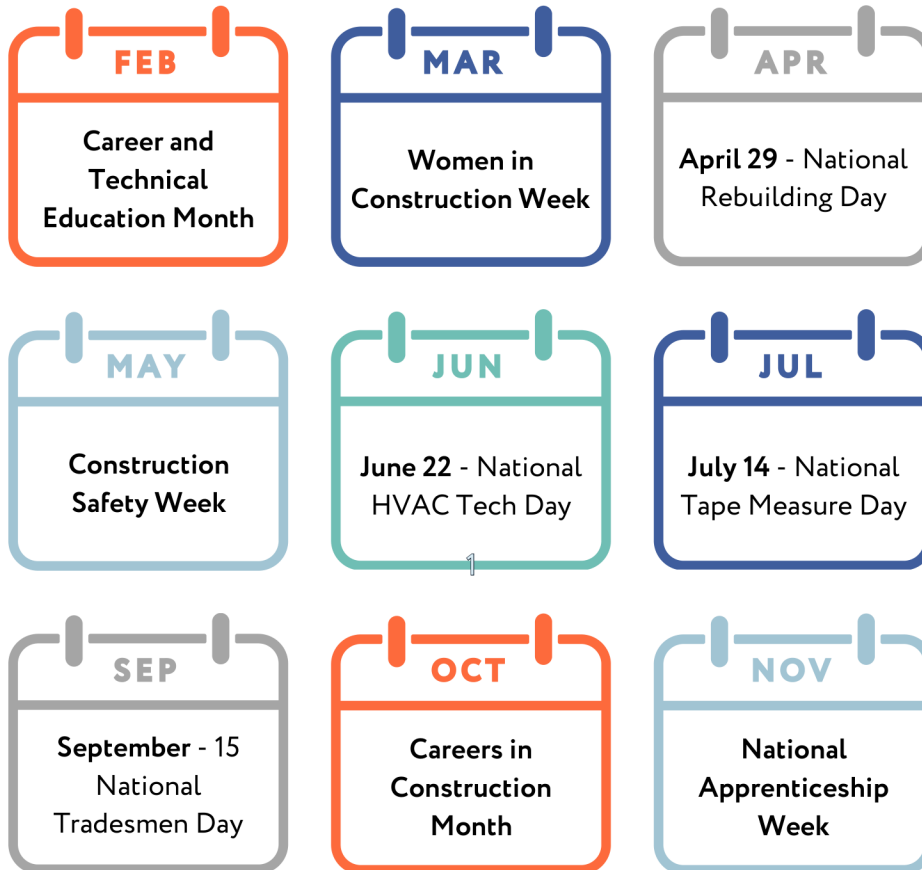 FEB
Career and
Technical
Education Month
MAR
Women in
Construction Week
APR
April 29 - National
Rebuilding Day
MAY
Construction
Safety Week
JUN
June 22 - National
HVAC Tech Day
1
JUL
July 14 - National
Tape Measure Day
SEP
September - 15
National
Tradesmen Day
OCT
Careers in
Construction
Month
NOV
National
Apprenticeship
Week